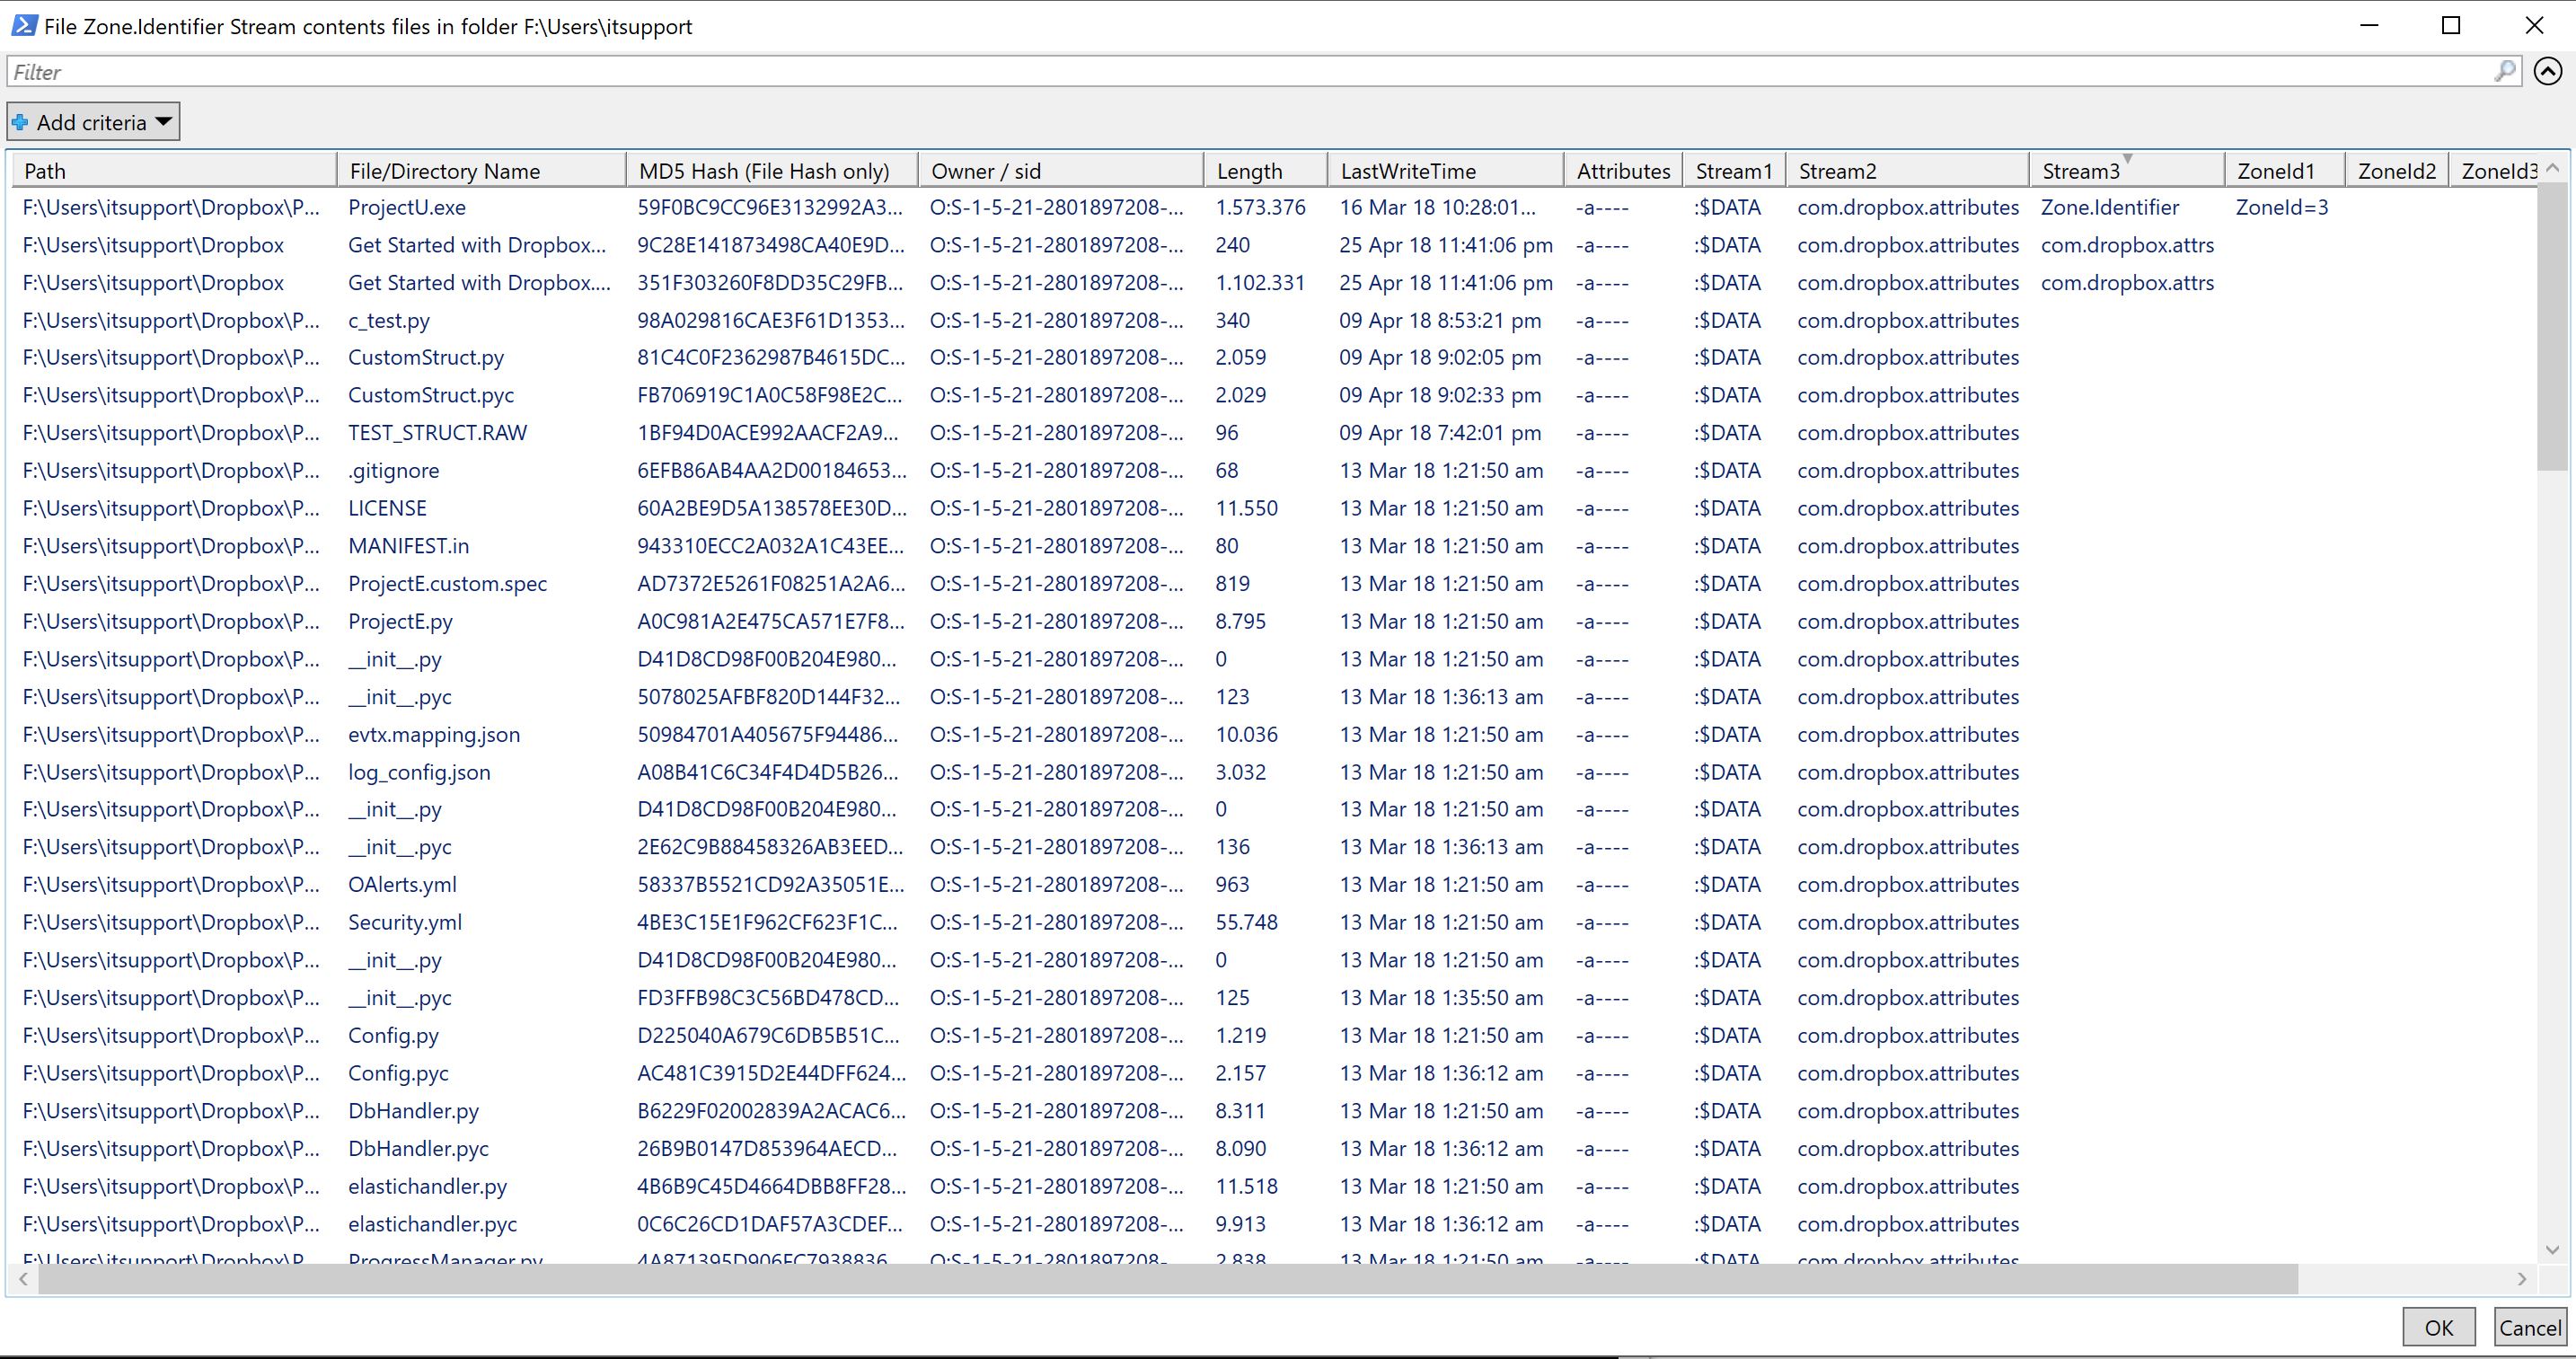 File Zone.Identifier Stream contents files in folder F:\Users\itsupport
Filter
Add criteria
Path File/Directory Name MD5 Hash (File Hash only) Owner / sid Length LastWriteTime Attributes Stream1 Stream2 Stream3 ZoneId1 ZoneId2 ZoneId3
F:\Users\itsupport\Dropbox\P... ProjectU.exe 59F0BC9CC96E3132992A3... O:S-1-5-21-2801897208-... 1.573.376 16 Mar 18 10:28:01... -a---- :$DATA com.dropbox.attributes Zone.Identifier ZoneId=3
F:\Users\itsupport\Dropbox Get Started with Dropbox... 9C28E141873498CA40E9D... O:S-1-5-21-2801897208-... 240 25 Apr 18 11:41:06 pm -a---- :$DATA com.dropbox.attributes com.dropbox.attrs
F:\Users\itsupport\Dropbox Get Started with Dropbox.... 351F303260F8DD35C29FB... O:S-1-5-21-2801897208-... 1.102.331 25 Apr 18 11:41:06 pm -a---- :$DATA com.dropbox.attributes com.dropbox.attrs
F:\Users\itsupport\Dropbox\P... c_test.py 98A029816CAE3F61D1353... O:S-1-5-21-2801897208-... 340 09 Apr 18 8:53:21 pm -a---- :$DATA com.dropbox.attributes
F:\Users\itsupport\Dropbox\P... CustomStruct.py 81C4C0F2362987B4615DC... O:S-1-5-21-2801897208-... 2.059 09 Apr 18 9:02:05 pm -a---- :$DATA com.dropbox.attributes
F:\Users\itsupport\Dropbox\P... CustomStruct.pyc FB706919C1A0C58F98E2C... O:S-1-5-21-2801897208-... 2.029 09 Apr 18 9:02:33 pm -a---- :$DATA com.dropbox.attributes
F:\Users\itsupport\Dropbox\P... TEST_STRUCT.RAW 1BF94D0ACE992AACF2A9... O:S-1-5-21-2801897208-... 96 09 Apr 18 7:42:01 pm -a---- :$DATA com.dropbox.attributes
F:\Users\itsupport\Dropbox\P... .gitignore 6EFB86AB4AA2D00184653... O:S-1-5-21-2801897208-... 68 13 Mar 18 1:21:50 am -a---- :$DATA com.dropbox.attributes
F:\Users\itsupport\Dropbox\P... LICENSE 60A2BE9D5A138578EE30D... O:S-1-5-21-2801897208-... 11.550 13 Mar 18 1:21:50 am -a---- :$DATA com.dropbox.attributes
F:\Users\itsupport\Dropbox\P... MANIFEST.in 943310ECC2A032A1C43EE... O:S-1-5-21-2801897208-... 80 13 Mar 18 1:21:50 am -a---- :$DATA com.dropbox.attributes
F:\Users\itsupport\Dropbox\P... ProjectE.custom.spec AD7372E5261F08251A2A6... O:S-1-5-21-2801897208-... 819 13 Mar 18 1:21:50 am -a---- :$DATA com.dropbox.attributes
F:\Users\itsupport\Dropbox\P... ProjectE.py A0C981A2E475CA571E7F8... O:S-1-5-21-2801897208-... 8.795 13 Mar 18 1:21:50 am -a---- :$DATA com.dropbox.attributes
F:\Users\itsupport\Dropbox\P... __init__.py D41D8CD98F00B204E980... O:S-1-5-21-2801897208-... 0 13 Mar 18 1:21:50 am -a---- :$DATA com.dropbox.attributes
F:\Users\itsupport\Dropbox\P... __init__.pyc 5078025AFBF820D144F32... O:S-1-5-21-2801897208-... 123 13 Mar 18 1:36:13 am -a---- :$DATA com.dropbox.attributes
F:\Users\itsupport\Dropbox\P... evtx.mapping.json 50984701A405675F94486... O:S-1-5-21-2801897208-... 10.036 13 Mar 18 1:21:50 am -a---- :$DATA com.dropbox.attributes
F:\Users\itsupport\Dropbox\P... log_config.json A08B41C6C34F4D4D5B26... O:S-1-5-21-2801897208-... 3.032 13 Mar 18 1:21:50 am -a---- :$DATA com.dropbox.attributes
F:\Users\itsupport\Dropbox\P... __init__.py D41D8CD98F00B204E980... O:S-1-5-21-2801897208-... 0 13 Mar 18 1:21:50 am -a---- :$DATA com.dropbox.attributes
F:\Users\itsupport\Dropbox\P... __init__.pyc 2E62C9B88458326AB3EED... O:S-1-5-21-2801897208-... 136 13 Mar 18 1:36:13 am -a---- :$DATA com.dropbox.attributes
F:\Users\itsupport\Dropbox\P... OAlerts.yml 58337B5521CD92A35051E... O:S-1-5-21-2801897208-... 963 13 Mar 18 1:21:50 am -a---- :$DATA com.dropbox.attributes
F:\Users\itsupport\Dropbox\P... Security.yml 4BE3C15E1F962CF623F1C... O:S-1-5-21-2801897208-... 55.748 13 Mar 18 1:21:50 am -a---- :$DATA com.dropbox.attributes
F:\Users\itsupport\Dropbox\P... __init__.py D41D8CD98F00B204E980... O:S-1-5-21-2801897208-... 0 13 Mar 18 1:21:50 am -a---- :$DATA com.dropbox.attributes
F:\Users\itsupport\Dropbox\P... __init__.pyc FD3FFB98C3C56BD478CD... O:S-1-5-21-2801897208-... 125 13 Mar 18 1:35:50 am -a---- :$DATA com.dropbox.attributes
F:\Users\itsupport\Dropbox\P... Config.py D225040A679C6DB5B51C... O:S-1-5-21-2801897208-... 1.219 13 Mar 18 1:21:50 am -a---- :$DATA com.dropbox.attributes
F:\Users\itsupport\Dropbox\P... Config.pyc AC481C3915D2E44DFF624... O:S-1-5-21-2801897208-... 2.157 13 Mar 18 1:36:12 am -a---- :$DATA com.dropbox.attributes
F:\Users\itsupport\Dropbox\P... DbHandler.py B6229F02002839A2ACAC6... O:S-1-5-21-2801897208-... 8.311 13 Mar 18 1:21:50 am -a---- :$DATA com.dropbox.attributes
F:\Users\itsupport\Dropbox\P... DbHandler.pyc 26B9B0147D853964AECD... O:S-1-5-21-2801897208-... 8.090 13 Mar 18 1:36:12 am -a---- :$DATA com.dropbox.attributes
F:\Users\itsupport\Dropbox\P... elastichandler.py 4B6B9C45D4664DBB8FF28... O:S-1-5-21-2801897208-... 11.518 13 Mar 18 1:21:50 am -a---- :$DATA com.dropbox.attributes
F:\Users\itsupport\Dropbox\P... elastichandler.pyc 0C6C26CD1DAF57A3CDEF... O:S-1-5-21-2801897208-... 9.913 13 Mar 18 1:36:12 am -a---- :$DATA com.dropbox.attributes
F:\Users\itsupport\Dropbox\P... ProgressManager.py 4A871395D906FC7938836... O:S-1-5-21-2801897208-... 2.838 13 Mar 18 1:21:50 am -a---- :$DATA com.dropbox.attributes
OK Cancel